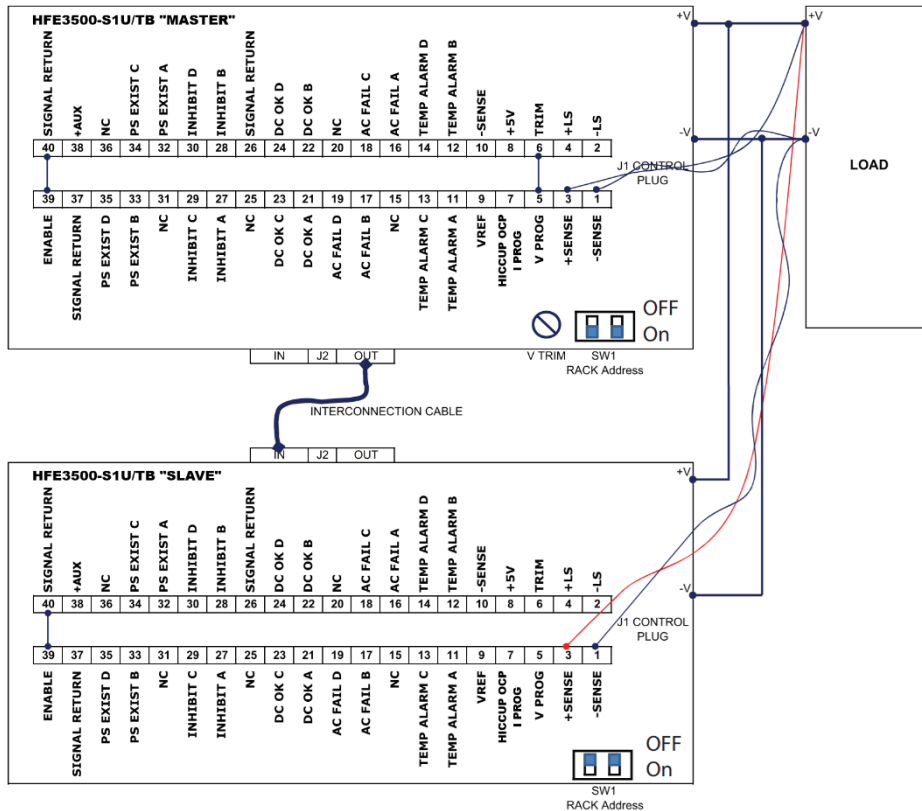 HFE3500-S1U/TB "MASTER"
SIGNAL RETURN
+AUX
NC
PS EXIST C
PS EXIST A
INHIBIT D
INHIBIT B
SIGNAL RETURN
DC OK D
DC OK B
NC
AC FAIL C
AC FAIL A
TEMP ALARM D
TEMP ALARM B
-SENSE
+5V
TRIM
+LS
-LS
40 38 36 34 32 30 28 26 24 22 20 18 16 14 12 10 8 6 4 2
39 37 35 33 31 29 27 25 23 21 19 17 15 13 11 9 7 5 3 1
ENABLE
SIGNAL RETURN
PS EXIST D
PS EXIST B
NC
INHIBIT C
INHIBIT A
NC
DC OK C
DC OK A
AC FAIL D
AC FAIL B
NC
TEMP ALARM C
TEMP ALARM A
VREF
HICCUP OCP
I PROG
V PROG
+SENSE
-SENSE
J1 CONTROL
PLUG
+V
-V
+V
-V
LOAD
V TRIM
OFF
On
SW1
RACK Address
IN J2 OUT
INTERCONNECTION CABLE
IN J2 OUT
HFE3500-S1U/TB "SLAVE"
SIGNAL RETURN
+AUX
NC
PS EXIST C
PS EXIST A
INHIBIT D
INHIBIT B
SIGNAL RETURN
DC OK D
DC OK B
NC
AC FAIL C
AC FAIL A
TEMP ALARM D
TEMP ALARM B
-SENSE
+5V
TRIM
+LS
-LS
40 38 36 34 32 30 28 26 24 22 20 18 16 14 12 10 8 6 4 2
39 37 35 33 31 29 27 25 23 21 19 17 15 13 11 9 7 5 3 1
ENABLE
SIGNAL RETURN
PS EXIST D
PS EXIST B
NC
INHIBIT C
INHIBIT A
NC
DC OK C
DC OK A
AC FAIL D
AC FAIL B
NC
TEMP ALARM C
TEMP ALARM A
VREF
HICCUP OCP
I PROG
V PROG
+SENSE
-SENSE
+V
-V
J1 CONTROL
PLUG
OFF
On
SW1
RACK Address